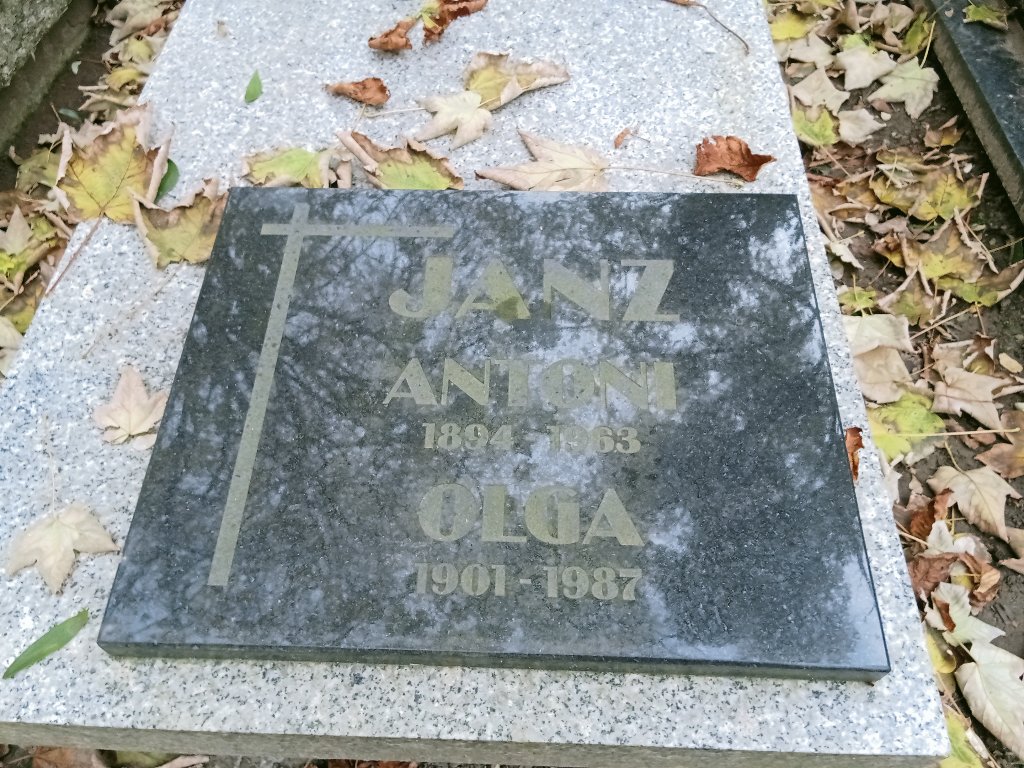 JANZ
ANTONI
1894 - 1963
OLGA
1901 - 1987